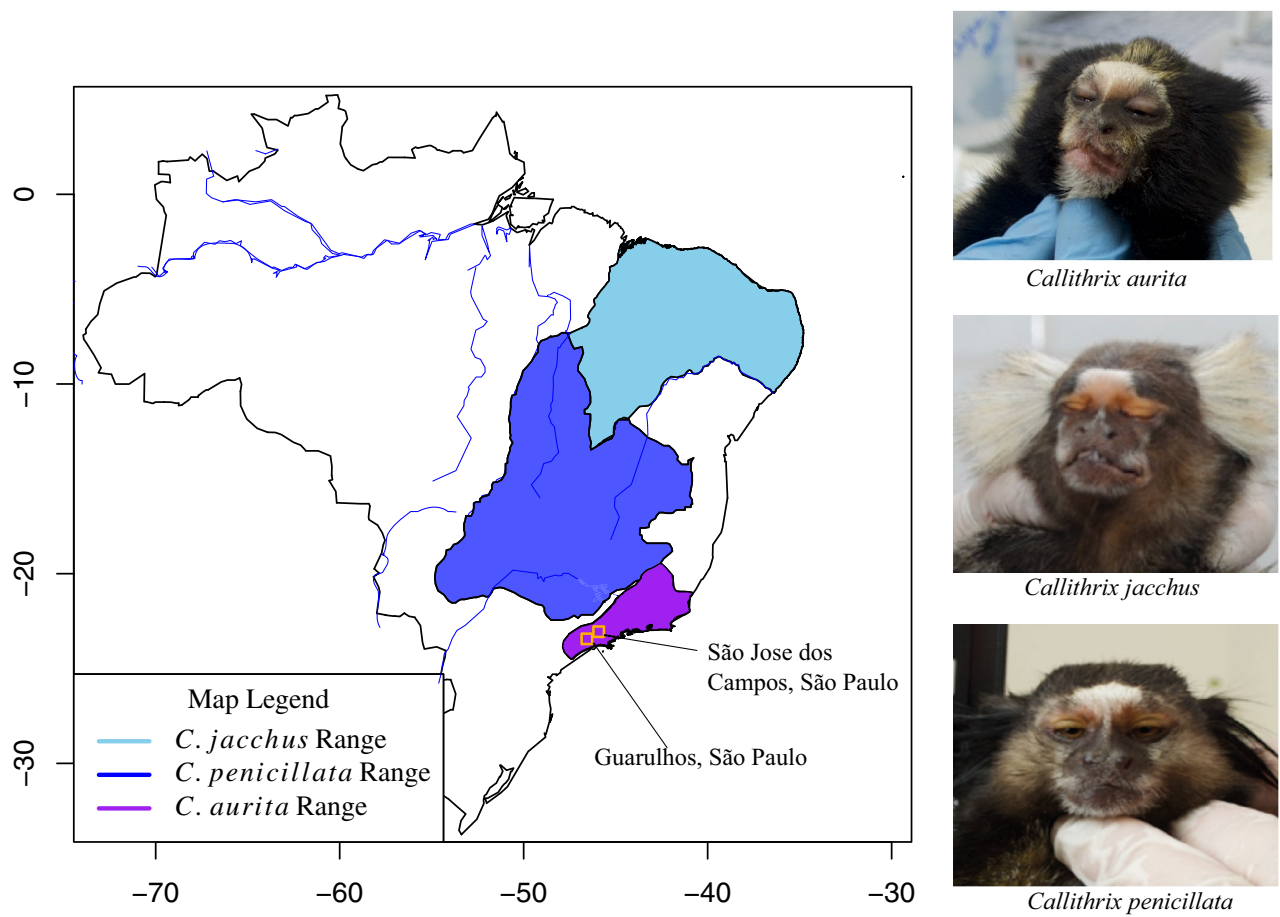 0
−10
−20
−30
−70
−60
−50
−40
−30
São Jose dos
Campos, São Paulo
Guarulhos, São Paulo
Map Legend
C. jacchus Range
C. penicillata Range
C. aurita Range
Callithrix aurita
Callithrix jacchus
Callithrix penicillata